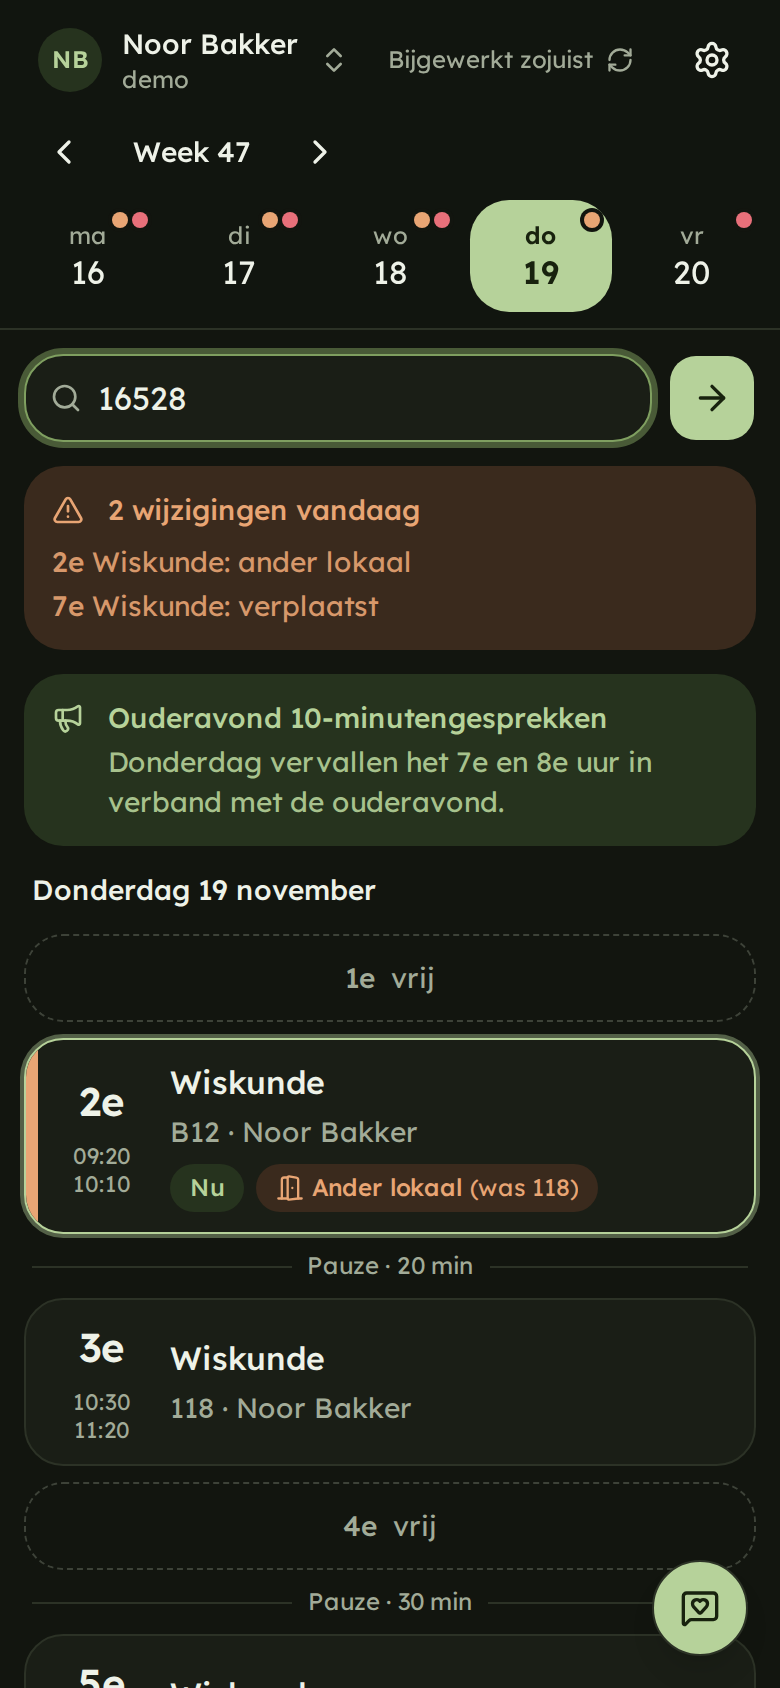 NB
Noor Bakker
demo
Bijgewerkt zojuist
Week 47
ma
16
di
17
wo
18
do
19
vr
20
16528
2 wijzigingen vandaag
2e Wiskunde: ander lokaal
7e Wiskunde: verplaatst
Ouderavond 10-minutengesprekken
Donderdag vervallen het 7e en 8e uur in
verband met de ouderavond.
Donderdag 19 november
1e vrij
2e
09:20
10:10
Wiskunde
B12 · Noor Bakker
Nu
Ander lokaal (was 118)
Pauze · 20 min
3e
10:30
11:20
Wiskunde
118 · Noor Bakker
4e vrij
Pauze · 30 min
5e